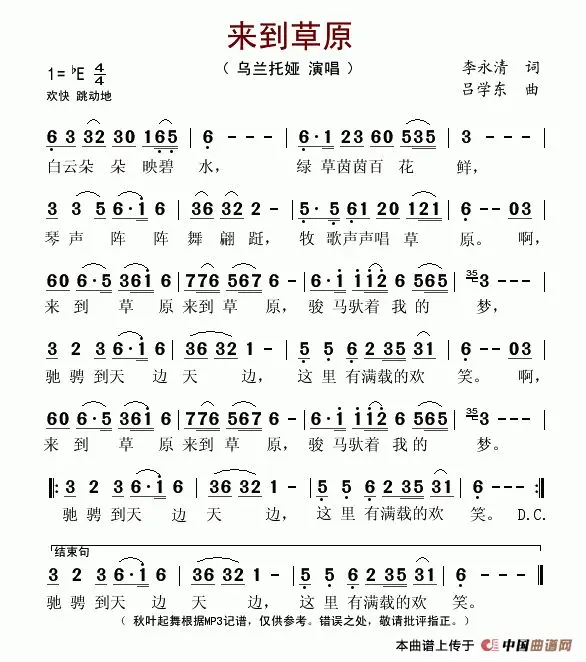 来到草原
1=♭E 4/4
（ 乌兰托娅 演唱 ）
李永清 词
欢快 跳动地
吕学东 曲
6 3 32 30 165 | 6 - - - | 6·1 23 60 535 | 3 - - - |
白云朵 朵 映碧 水， 绿 草茵茵百 花 鲜，
3 3 5 6·1 6 | 36 32 2 - | 5·5 061 20 121 | 6 - - 03 |
琴 声 阵 阵 舞 翩 跹， 牧 歌声声唱 草 原。 啊，
60 6·5 361 6 | 776 567 6 - | 6·1 112 6 565 | 35 3 - - - |
来 到 草 原 来到 草 原， 骏 马驮着 我 的 梦，
3 2 3 6·1 6 | 36 32 3 - | 5 5 6 2 35 31 | 6 - - 03 |
驰 骋 到天 边 天 边， 这 里 有满载的欢 笑。 啊，
60 6·5 361 6 | 776 567 6 - | 6·1 112 6 565 | 35 3 - - - |
来 到 草 原 来到 草 原， 骏 马驮着 我 的 梦。
‖: 3 2 3 6·1 6 | 36 32 3 - | 5 5 6 2 35 31 | 6 - - 0 :‖
驰 骋 到天 边 天 边， 这 里 有满载的欢 笑。 D.C.
结束句
3 2 3 6·1 6 | 36 32 3 - | 5 5 6 2 35 31 | 6 - - - ‖
驰 骋 到天 边 天 边， 这 里 有满载的欢 笑。
（ 秋叶起舞根据MP3记谱，仅供参考。错误之处，敬请批评指正。）
本曲谱上传于 中国曲谱网